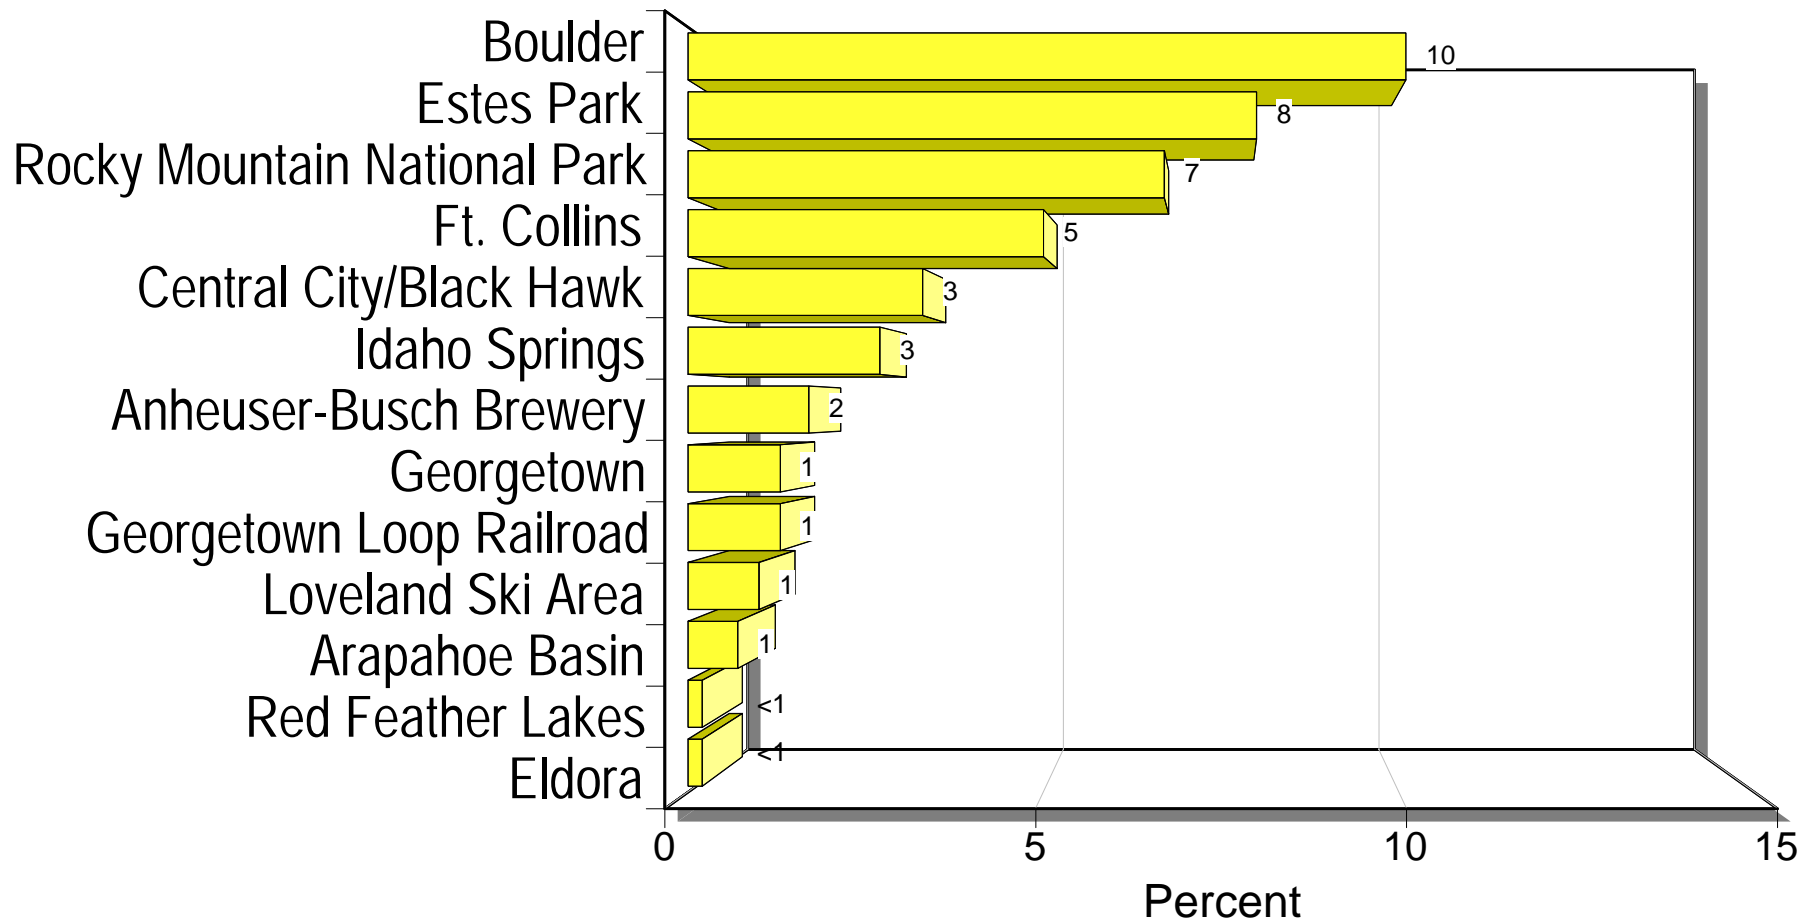 Boulder 10
Estes Park 8
Rocky Mountain National Park 7
Ft. Collins 5
Central City/Black Hawk 3
Idaho Springs 3
Anheuser-Busch Brewery 2
Georgetown 1
Georgetown Loop Railroad 1
Loveland Ski Area 1
Arapahoe Basin 1
Red Feather Lakes <1
Eldora <1
0 5 10 15
Percent